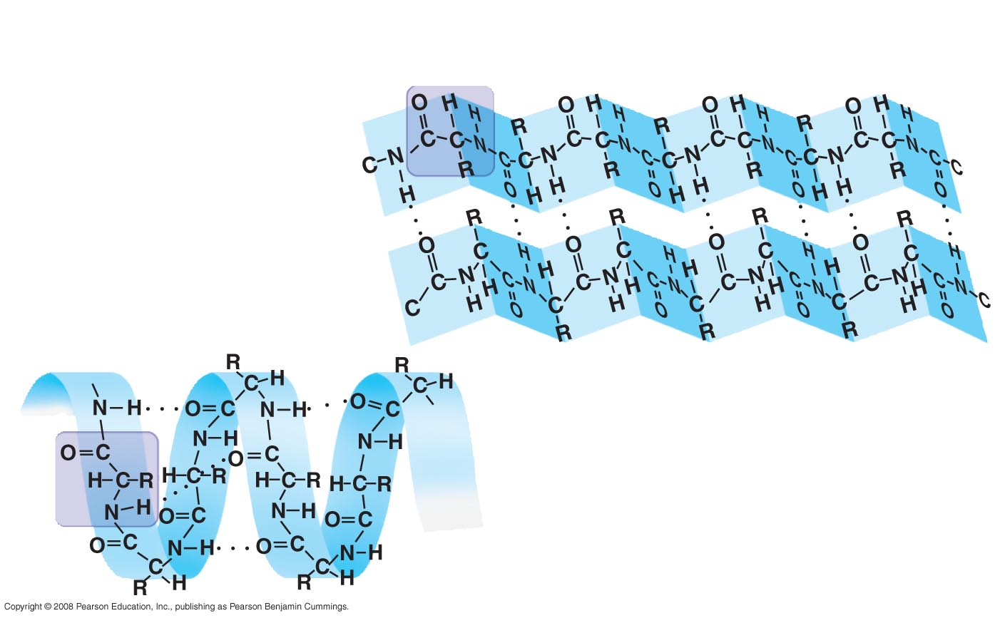 O H H R O H H R O H H R O H H
C N C C N C C N C C N C C N C C N C C N C C N C C
H R O H H R O H H R O H H R O
R R R R
O C H H O C H H O C H H O C H
C C N H C N C C N H C N C C N H C N C C N H C N C
H O R H O R H O R H O
R C H R C H
N–H O=C N–H O=C
N–H N–H
O=C O=C
H–C–R H–C–R H–C–R H–C–R
N–H O=C N–H O=C
O=C N–H O=C N–H
C C
R H R H
Copyright © 2008 Pearson Education, Inc., publishing as Pearson Benjamin Cummings.